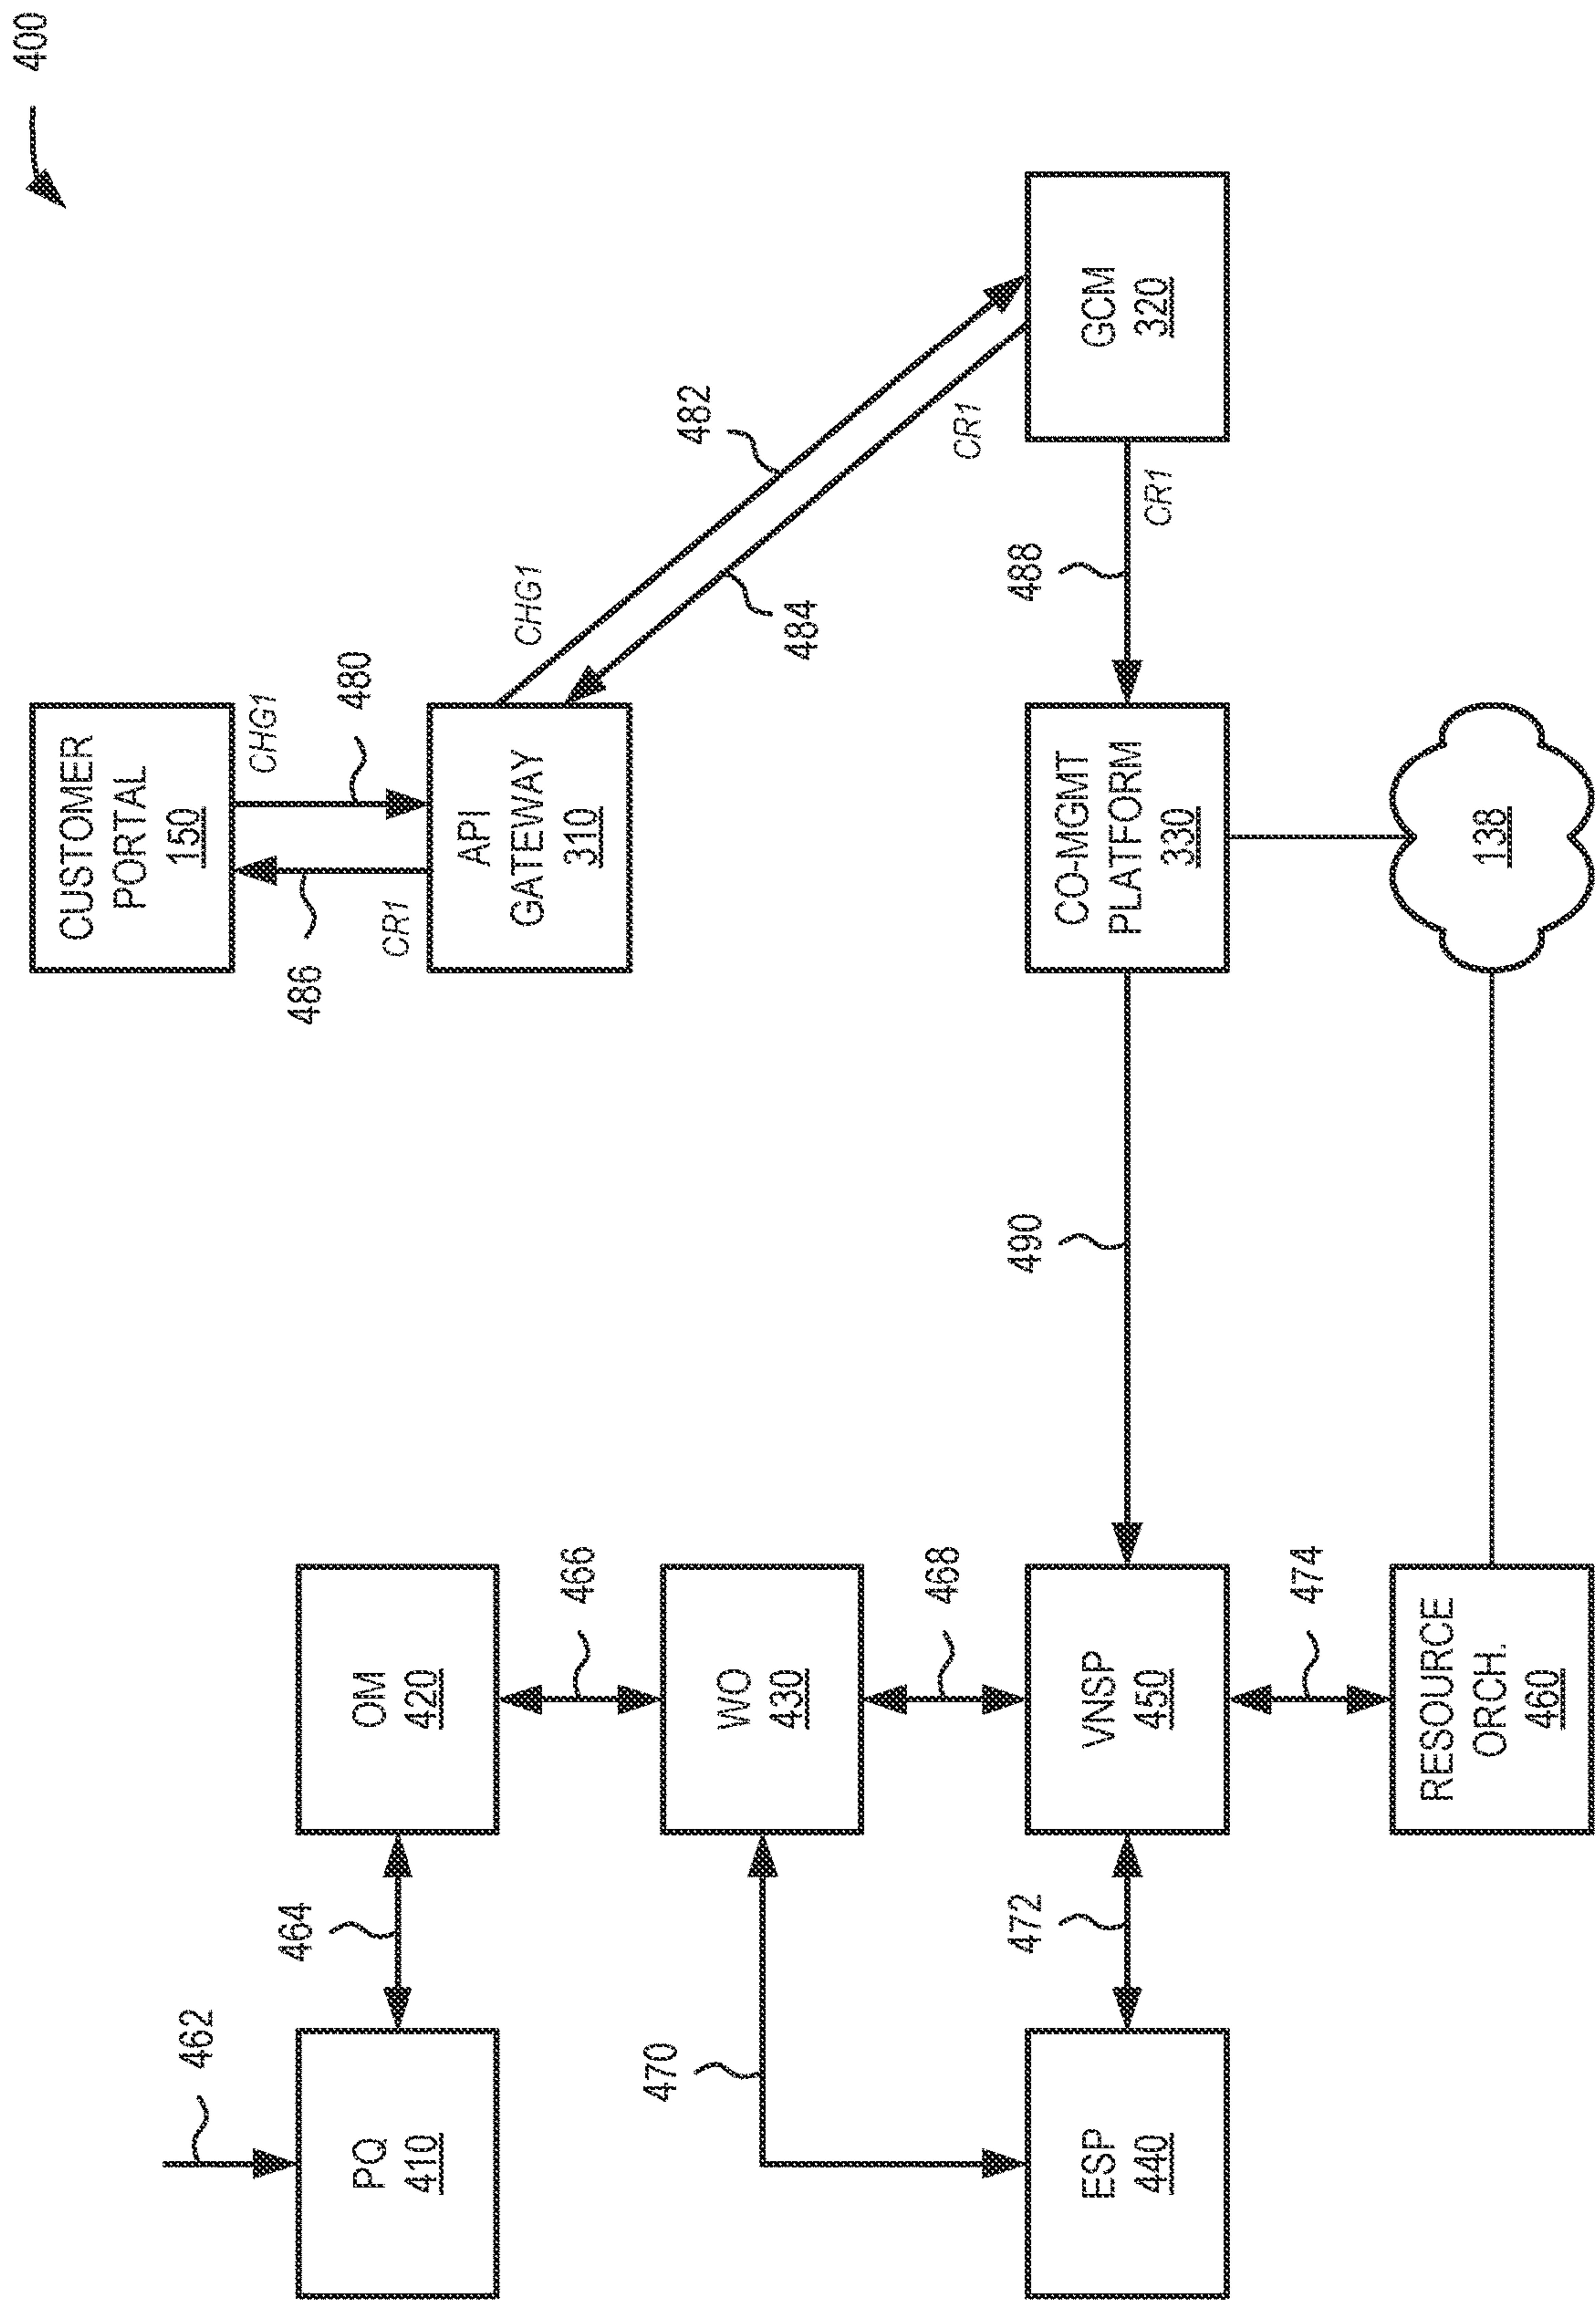 400
462
PQ
410
464
OM
420
466
WO
430
470
468
ESP
440
472
VNSP
450
474
RESOURCE
ORCH.
460
490
CUSTOMER
PORTAL
150
CHG1
480
486
CR1
API
GATEWAY
310
CHG1
482
484
CR1
GCM
320
488
CR1
CO-MGMT
PLATFORM
330
138